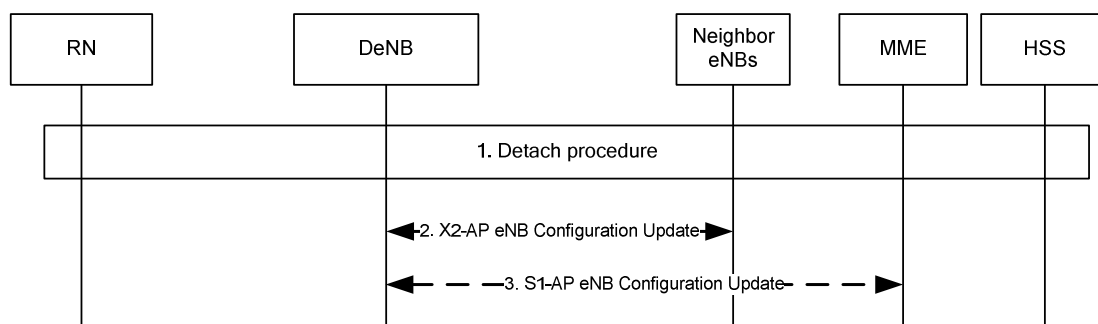 RN
DeNB
Neighbor
eNBs
MME
HSS
1. Detach procedure
2. X2-AP eNB Configuration Update
3. S1-AP eNB Configuration Update